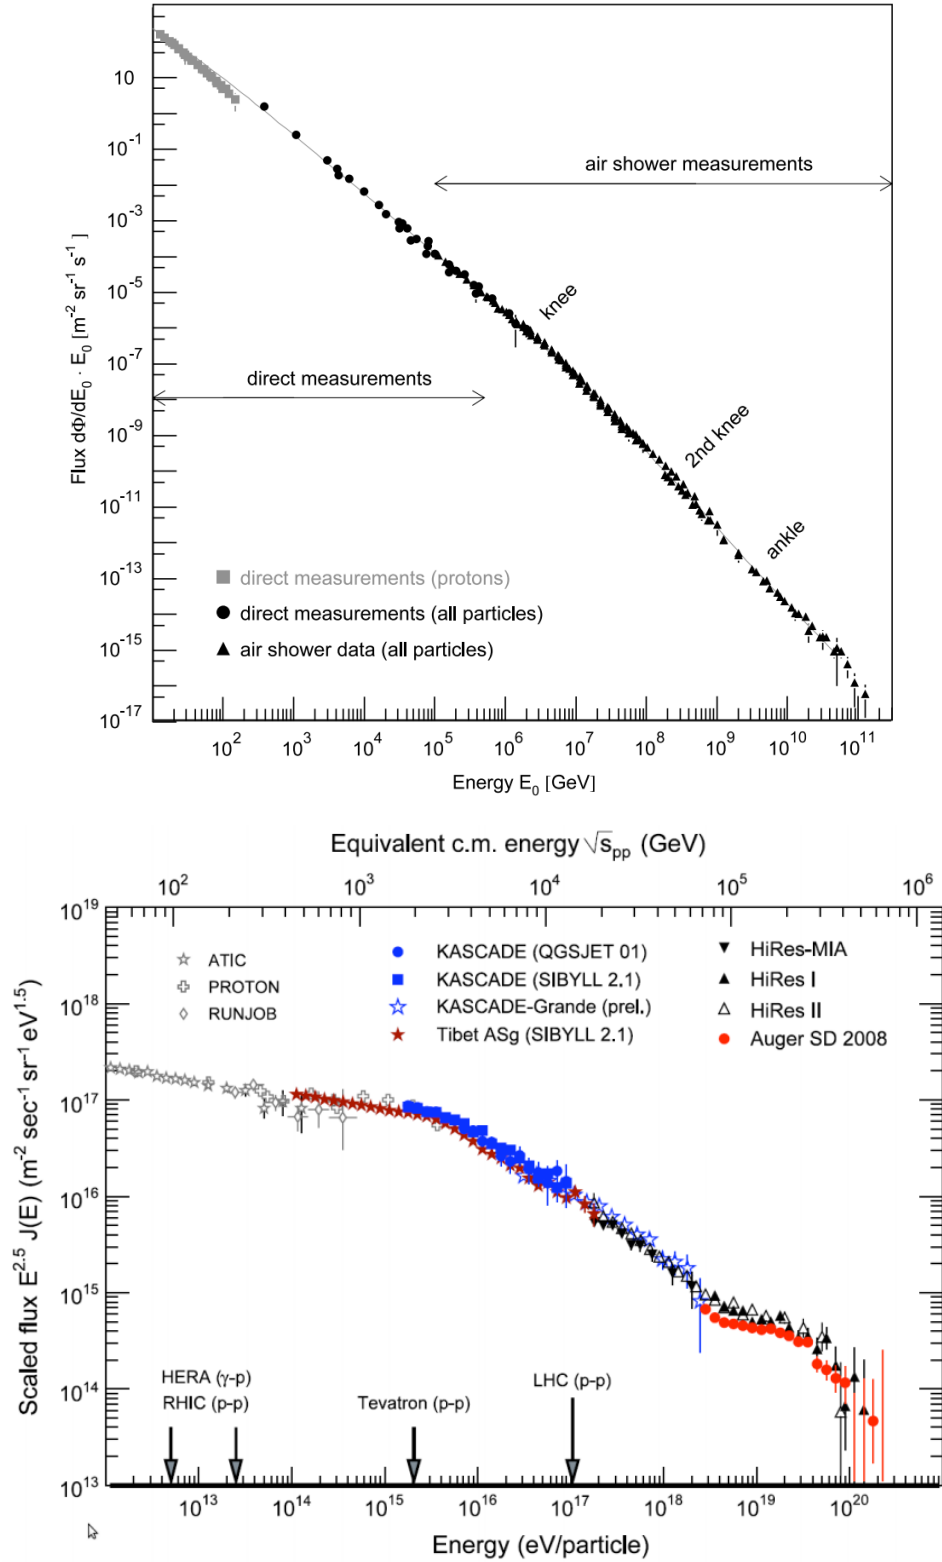 10
10^-1
10^-3
10^-5
10^-7
10^-9
10^-11
10^-13
10^-15
10^-17
Flux dΦ/dE_0 · E_0 [m^-2 sr^-1 s^-1]
air shower measurements
knee
direct measurements
2nd knee
ankle
direct measurements (protons)
direct measurements (all particles)
air shower data (all particles)
10^2 10^3 10^4 10^5 10^6 10^7 10^8 10^9 10^10 10^11
Energy E_0 [GeV]
Equivalent c.m. energy √s_pp (GeV)
10^2 10^3 10^4 10^5 10^6
10^19
10^18
10^17
10^16
10^15
10^14
10^13
Scaled flux E^2.5 J(E) (m^-2 sec^-1 sr^-1 eV^1.5)
ATIC
PROTON
RUNJOB
KASCADE (QGSJET 01)
KASCADE (SIBYLL 2.1)
KASCADE-Grande (prel.)
Tibet ASg (SIBYLL 2.1)
HiRes-MIA
HiRes I
HiRes II
Auger SD 2008
HERA (γ-p)
RHIC (p-p)
Tevatron (p-p)
LHC (p-p)
10^13 10^14 10^15 10^16 10^17 10^18 10^19 10^20
Energy (eV/particle)